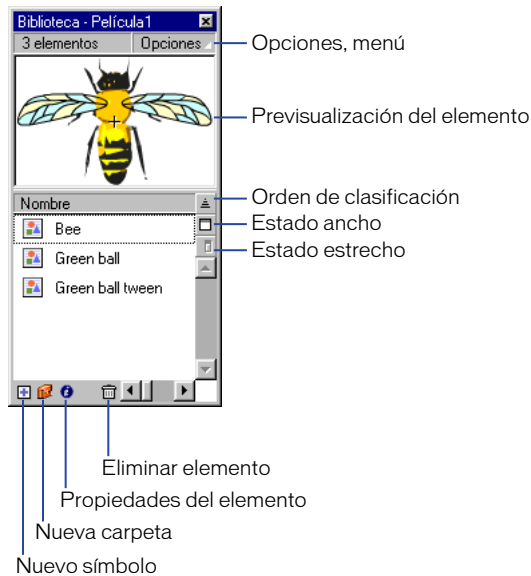 Biblioteca - Película1
3 elementos Opciones
Opciones, menú
Previsualización del elemento
Nombre
Orden de clasificación
Bee
Estado ancho
Green ball
Estado estrecho
Green ball tween
Eliminar elemento
Propiedades del elemento
Nueva carpeta
Nuevo símbolo